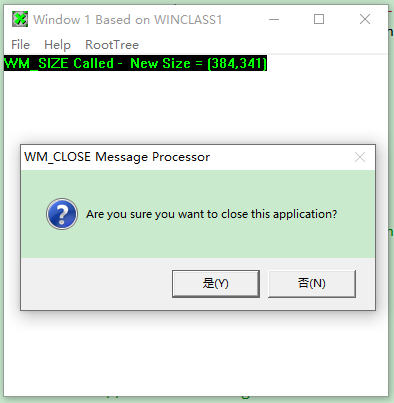 Window 1 Based on WINCLASS1
File Help RootTree
WM_SIZE Called - New Size = (384,341)
WM_CLOSE Message Processor
Are you sure you want to close this application?
是(Y) 否(N)